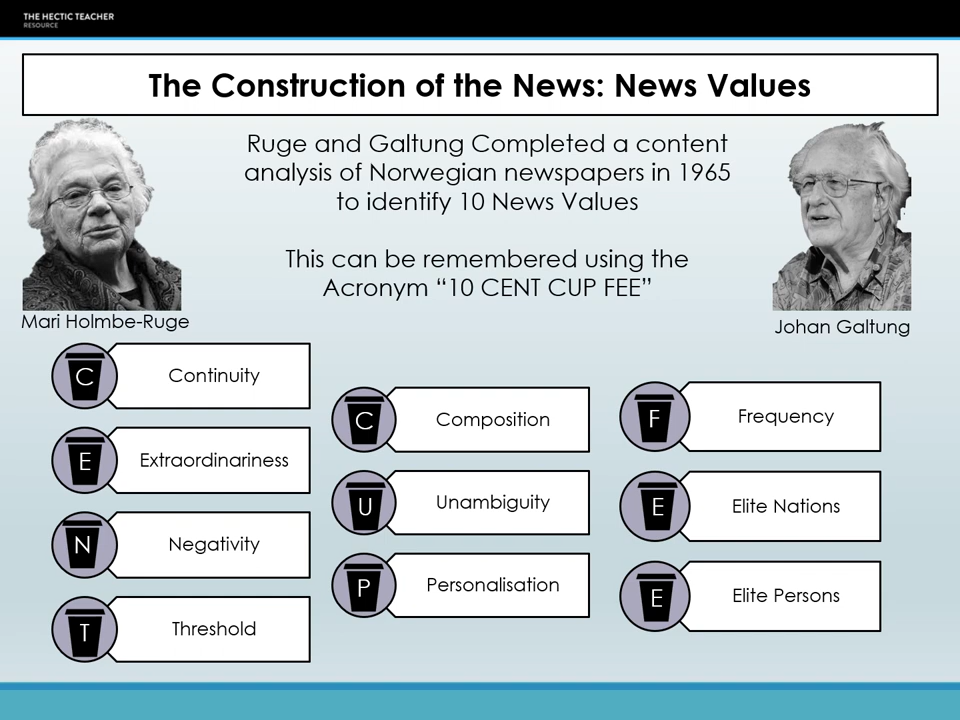 THE HECTIC TEACHER
RESOURCE
The Construction of the News: News Values
Ruge and Galtung Completed a content
analysis of Norwegian newspapers in 1965
to identify 10 News Values
This can be remembered using the
Acronym “10 CENT CUP FEE”
Mari Holmbe-Ruge
Johan Galtung
C Continuity
E Extraordinariness
N Negativity
T Threshold
C Composition
U Unambiguity
P Personalisation
F Frequency
E Elite Nations
E Elite Persons